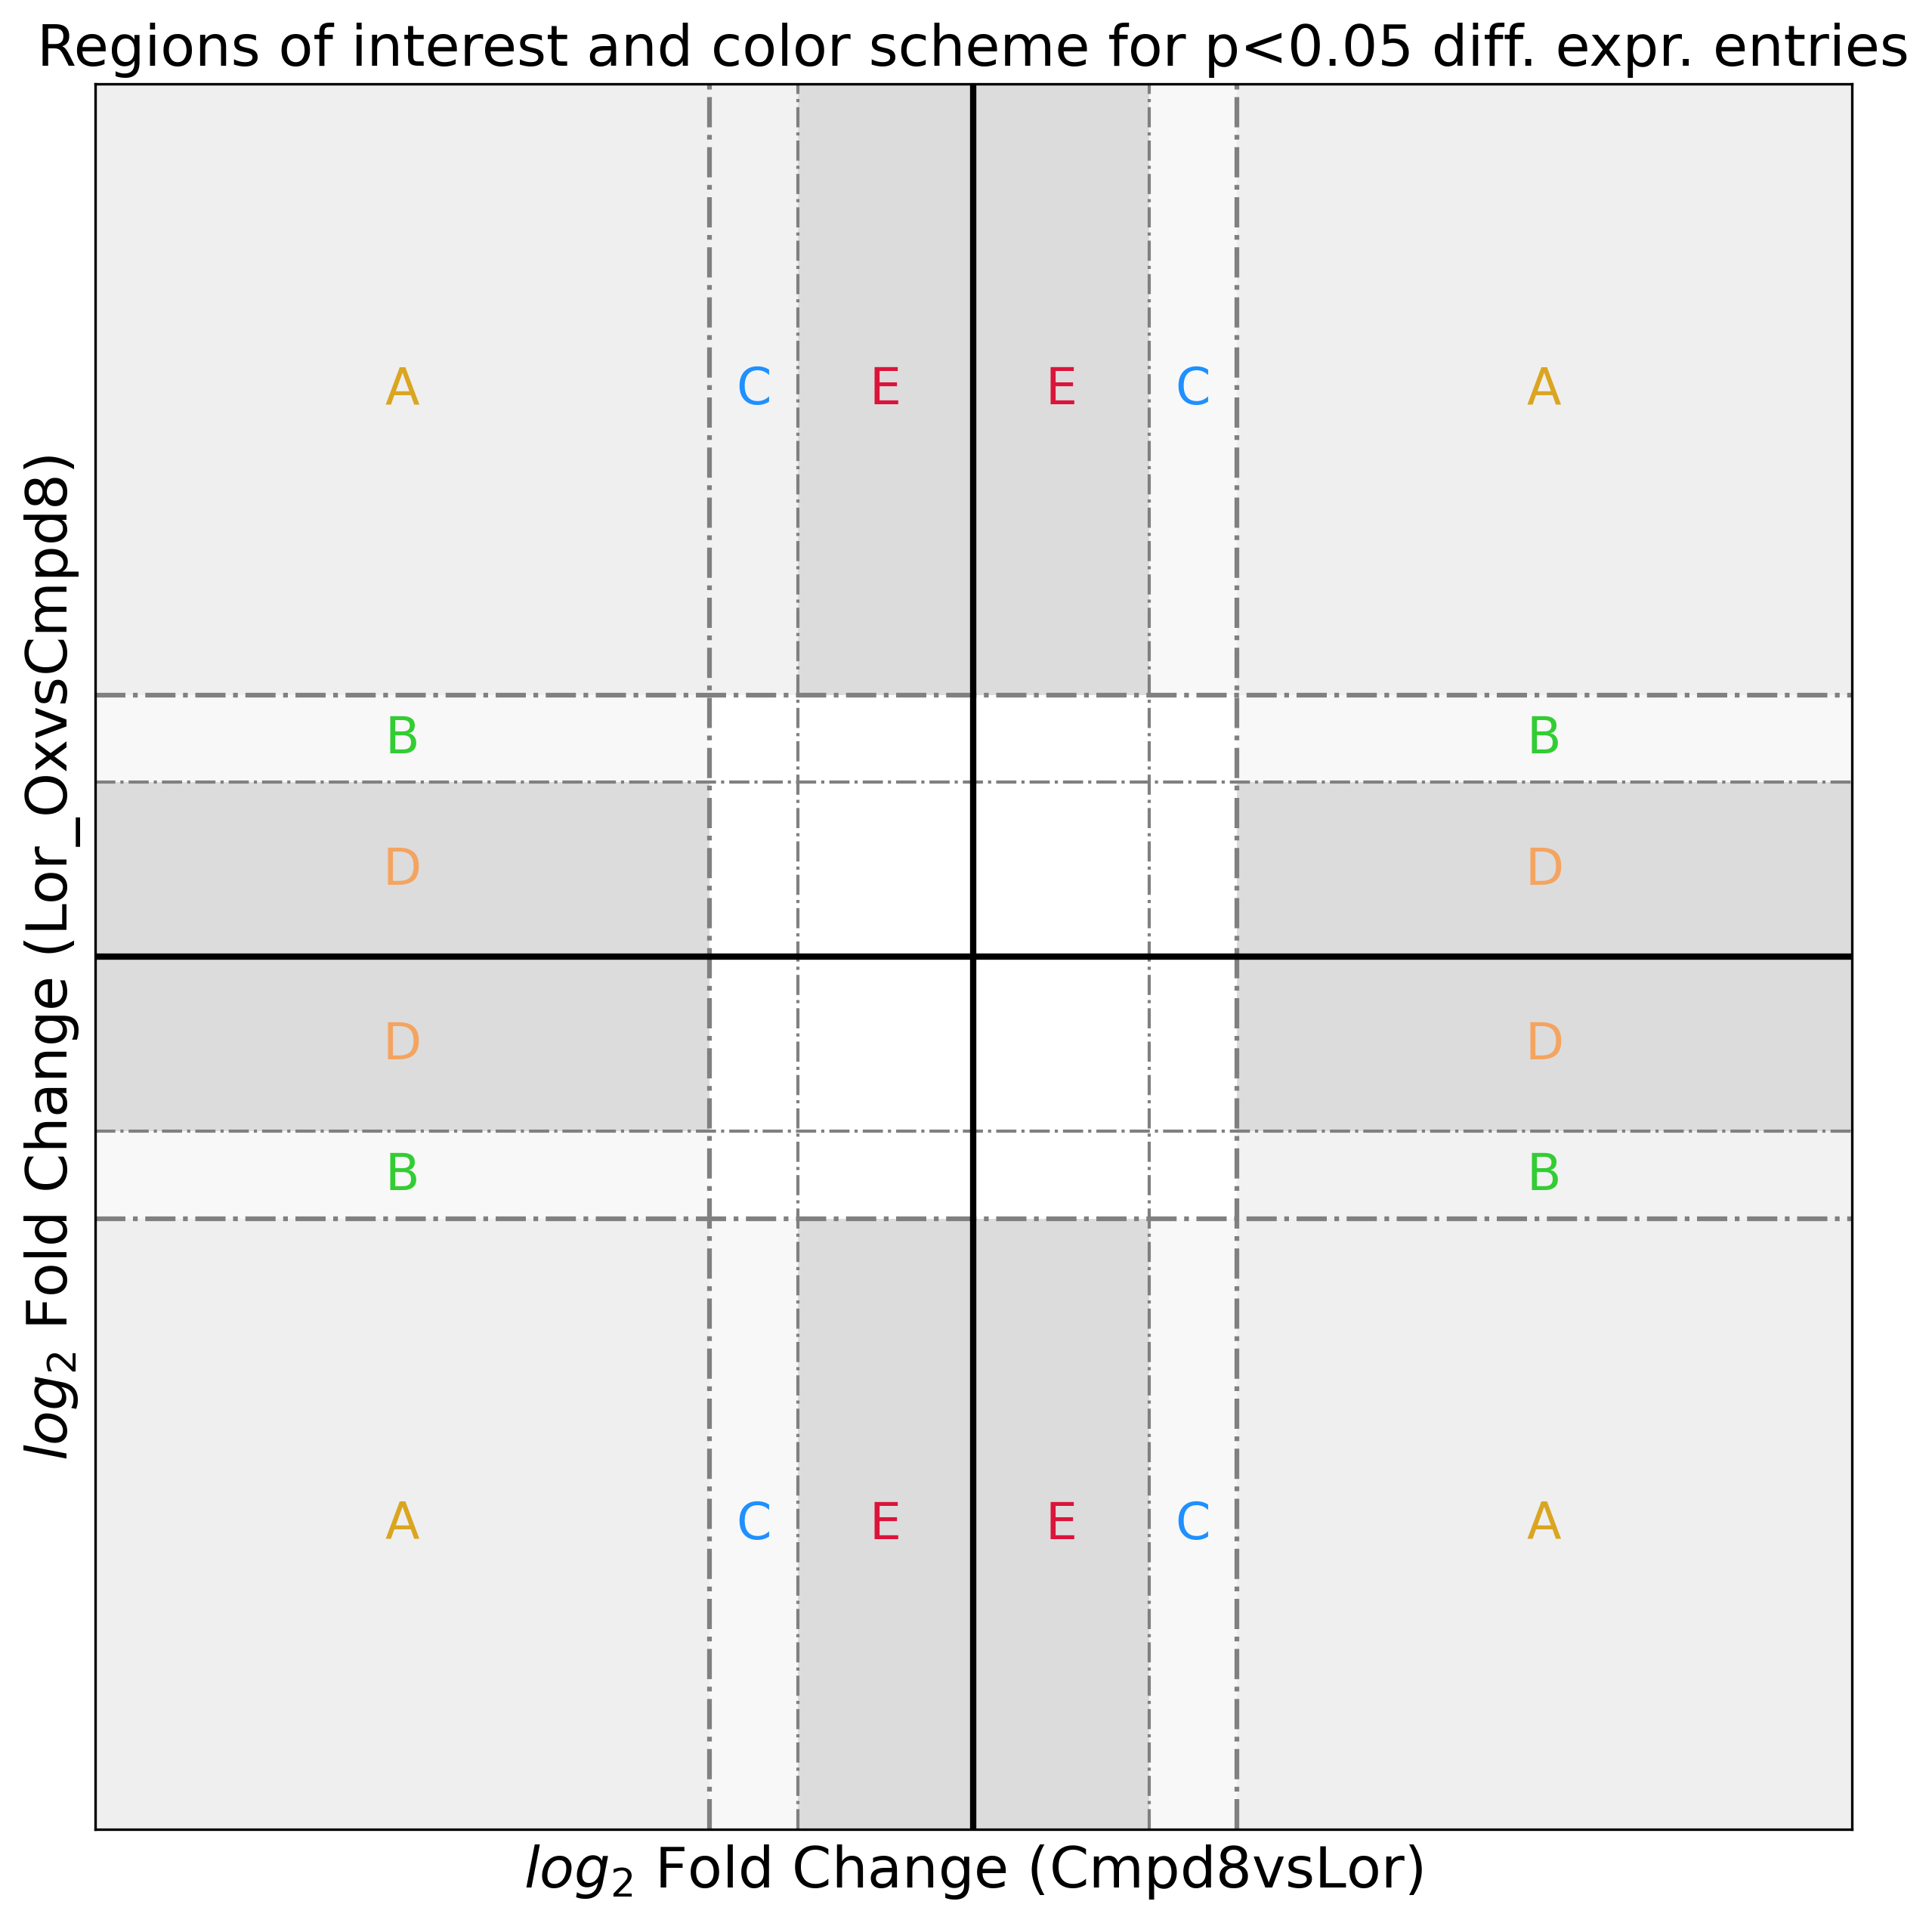 Regions of interest and color scheme for p<0.05 diff. expr. entries
A C E E C A
B B
D D
D D
B B
A C E E C A
log₂ Fold Change (Lor_OxvsCmpd8)
log₂ Fold Change (Cmpd8vsLor)